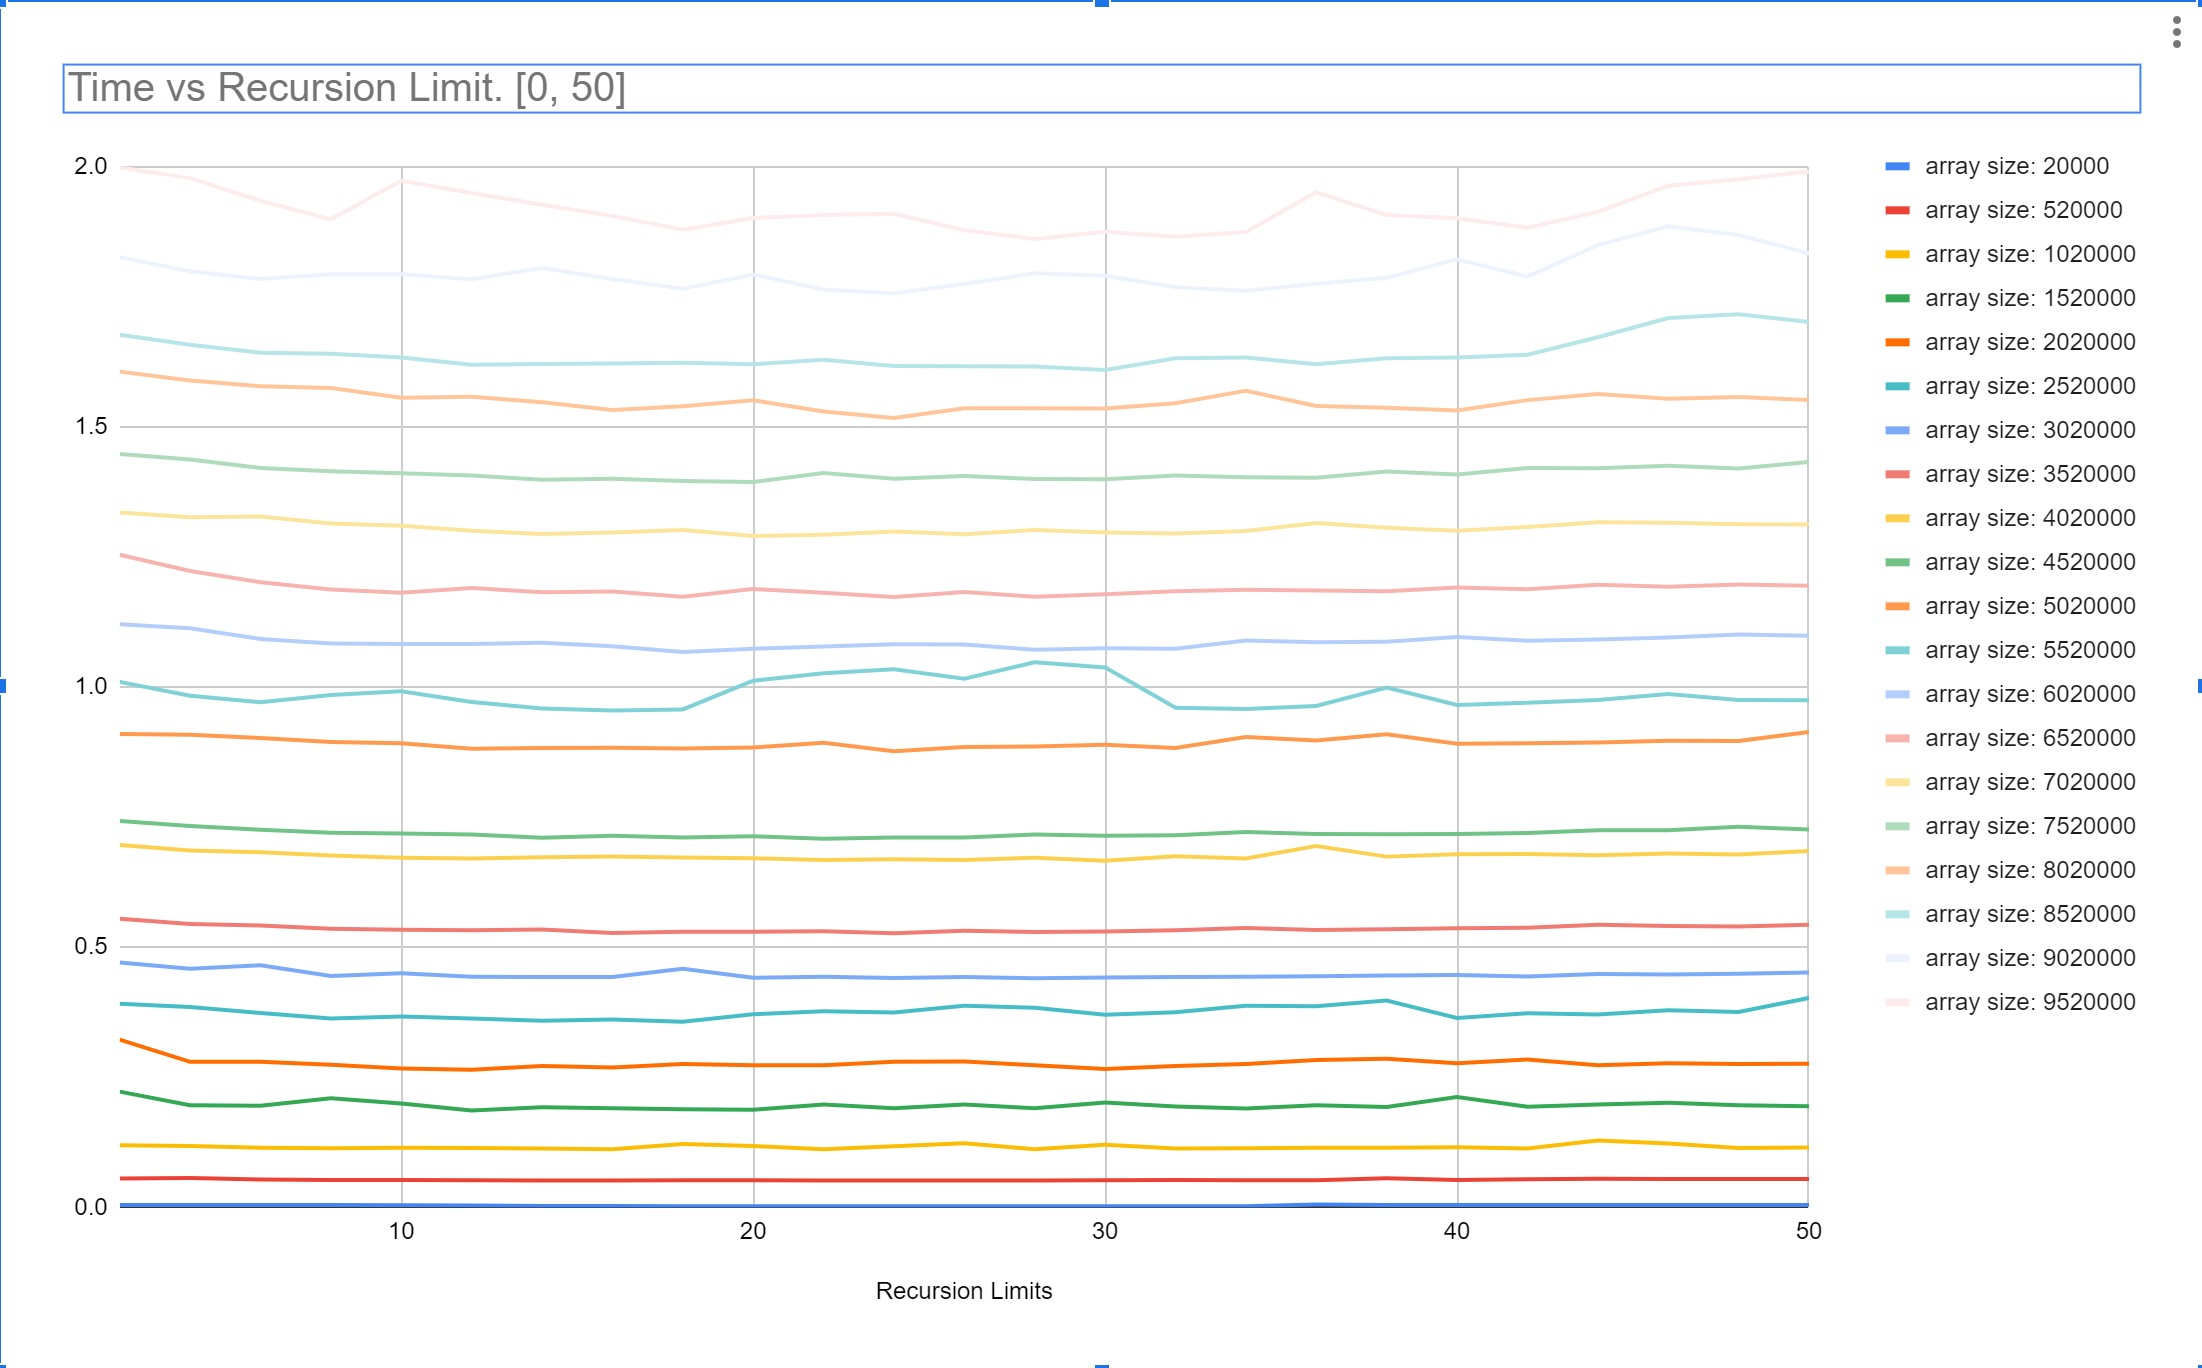 Time vs Recursion Limit. [0, 50]
2.0
1.5
1.0
0.5
0.0
10
20
30
40
50
Recursion Limits
array size: 20000
array size: 520000
array size: 1020000
array size: 1520000
array size: 2020000
array size: 2520000
array size: 3020000
array size: 3520000
array size: 4020000
array size: 4520000
array size: 5020000
array size: 5520000
array size: 6020000
array size: 6520000
array size: 7020000
array size: 7520000
array size: 8020000
array size: 8520000
array size: 9020000
array size: 9520000